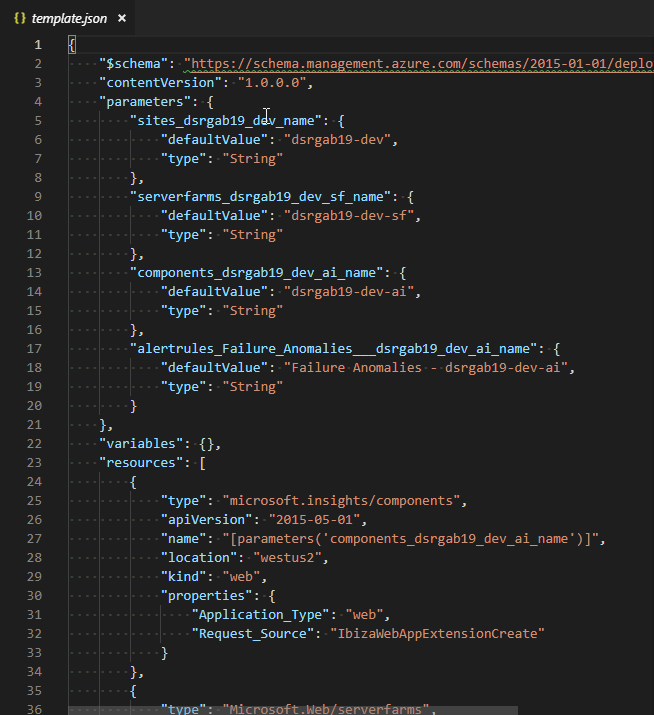 {} template.json ×
1 {
2 "$schema": "https://schema.management.azure.com/schemas/2015-01-01/deplo
3 "contentVersion": "1.0.0.0",
4 "parameters": {
5 "sites_dsrgab19_dev_name": {
6 "defaultValue": "dsrgab19-dev",
7 "type": "String"
8 },
9 "serverfarms_dsrgab19_dev_sf_name": {
10 "defaultValue": "dsrgab19-dev-sf",
11 "type": "String"
12 },
13 "components_dsrgab19_dev_ai_name": {
14 "defaultValue": "dsrgab19-dev-ai",
15 "type": "String"
16 },
17 "alertrules_Failure_Anomalies___dsrgab19_dev_ai_name": {
18 "defaultValue": "Failure Anomalies - dsrgab19-dev-ai",
19 "type": "String"
20 }
21 },
22 "variables": {},
23 "resources": [
24 {
25 "type": "microsoft.insights/components",
26 "apiVersion": "2015-05-01",
27 "name": "[parameters('components_dsrgab19_dev_ai_name')]",
28 "location": "westus2",
29 "kind": "web",
30 "properties": {
31 "Application_Type": "web",
32 "Request_Source": "IbizaWebAppExtensionCreate"
33 }
34 },
35 {
36 "type": "Microsoft.Web/serverfarms",